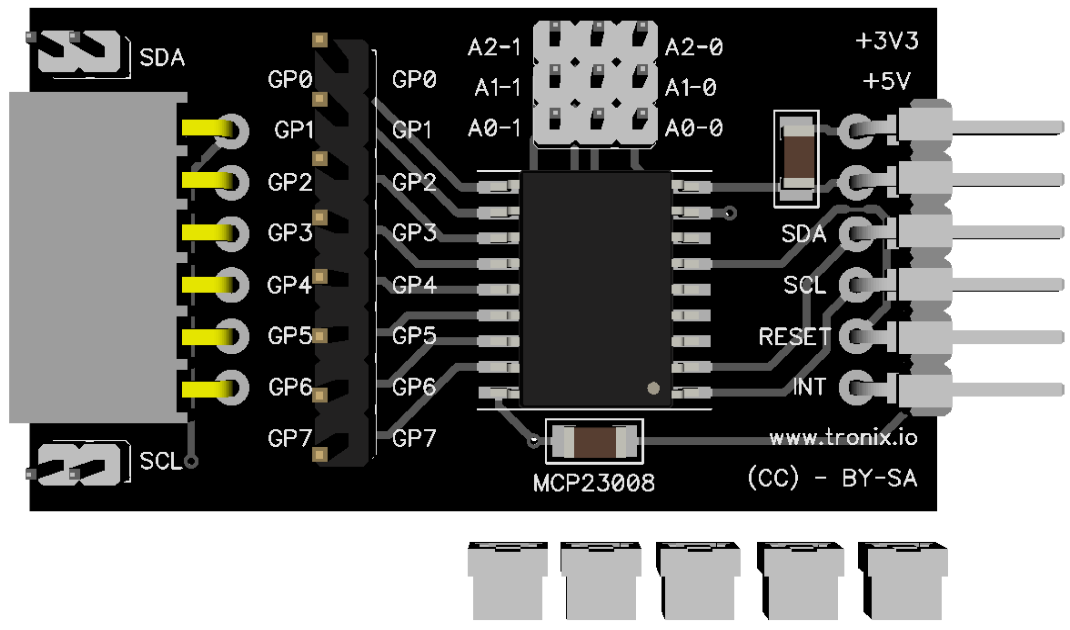 SDA
A2-1 A2-0
+3V3
GP0 GP0
A1-1 A1-0
+5V
GP1 GP1
A0-1 A0-0
GP2 GP2
GP3 GP3
SDA
GP4 GP4
SCL
GP5 GP5
RESET
GP6 GP6
INT
GP7 GP7
www.tronix.io
SCL
MCP23008
(CC) - BY-SA